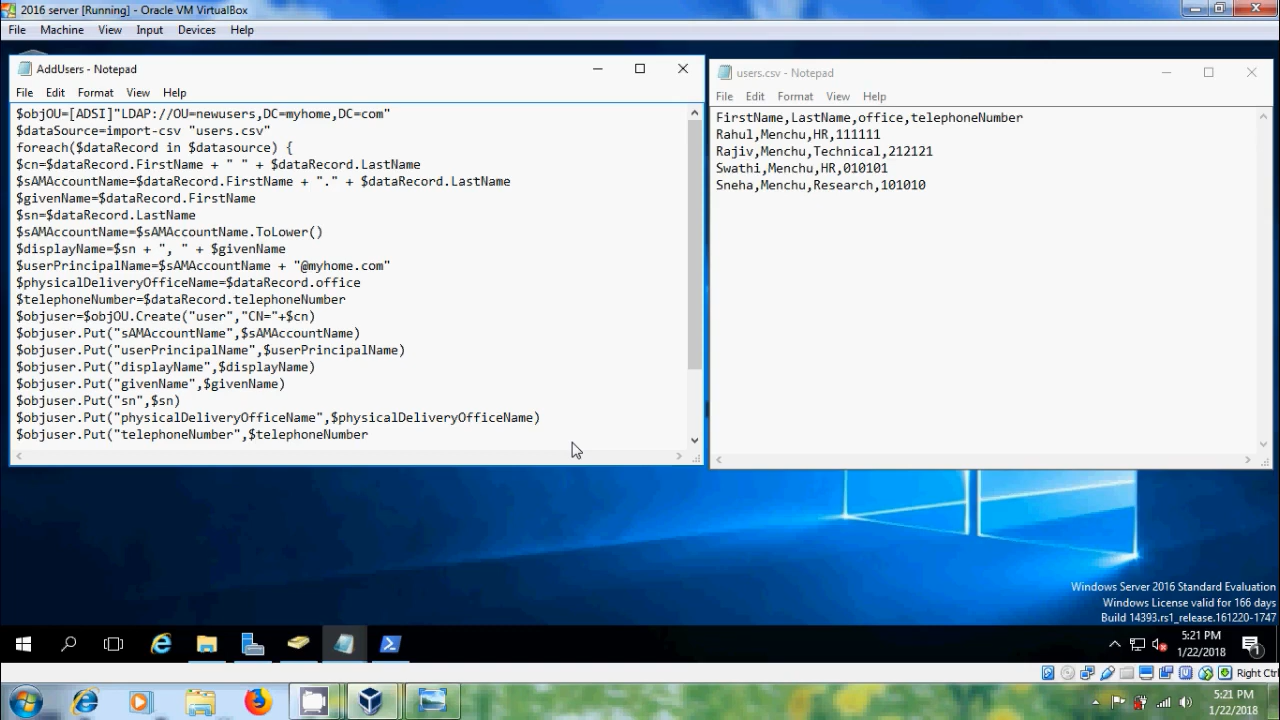 2016 server [Running] - Oracle VM VirtualBox
File Machine View Input Devices Help
AddUsers - Notepad
File Edit Format View Help
$objOU=[ADSI]"LDAP://OU=newusers,DC=myhome,DC=com"
$dataSource=import-csv "users.csv"
foreach($dataRecord in $datasource) {
$cn=$dataRecord.FirstName + " " + $dataRecord.LastName
$sAMAccountName=$dataRecord.FirstName + "." + $dataRecord.LastName
$givenName=$dataRecord.FirstName
$sn=$dataRecord.LastName
$sAMAccountName=$sAMAccountName.ToLower()
$displayName=$sn + ", " + $givenName
$userPrincipalName=$sAMAccountName + "@myhome.com"
$physicalDeliveryOfficeName=$dataRecord.office
$telephoneNumber=$dataRecord.telephoneNumber
$objuser=$objOU.Create("user","CN="+$cn)
$objuser.Put("sAMAccountName",$sAMAccountName)
$objuser.Put("userPrincipalName",$userPrincipalName)
$objuser.Put("displayName",$displayName)
$objuser.Put("givenName",$givenName)
$objuser.Put("sn",$sn)
$objuser.Put("physicalDeliveryOfficeName",$physicalDeliveryOfficeName)
$objuser.Put("telephoneNumber",$telephoneNumber
users.csv - Notepad
File Edit Format View Help
FirstName,LastName,office,telephoneNumber
Rahul,Menchu,HR,111111
Rajiv,Menchu,Technical,212121
Swathi,Menchu,HR,010101
Sneha,Menchu,Research,101010
Windows Server 2016 Standard Evaluation
Windows License valid for 166 days
Build 14393.rs1_release.161220-1747
5:21 PM
1/22/2018
1
Right Ctrl
5:21 PM
1/22/2018